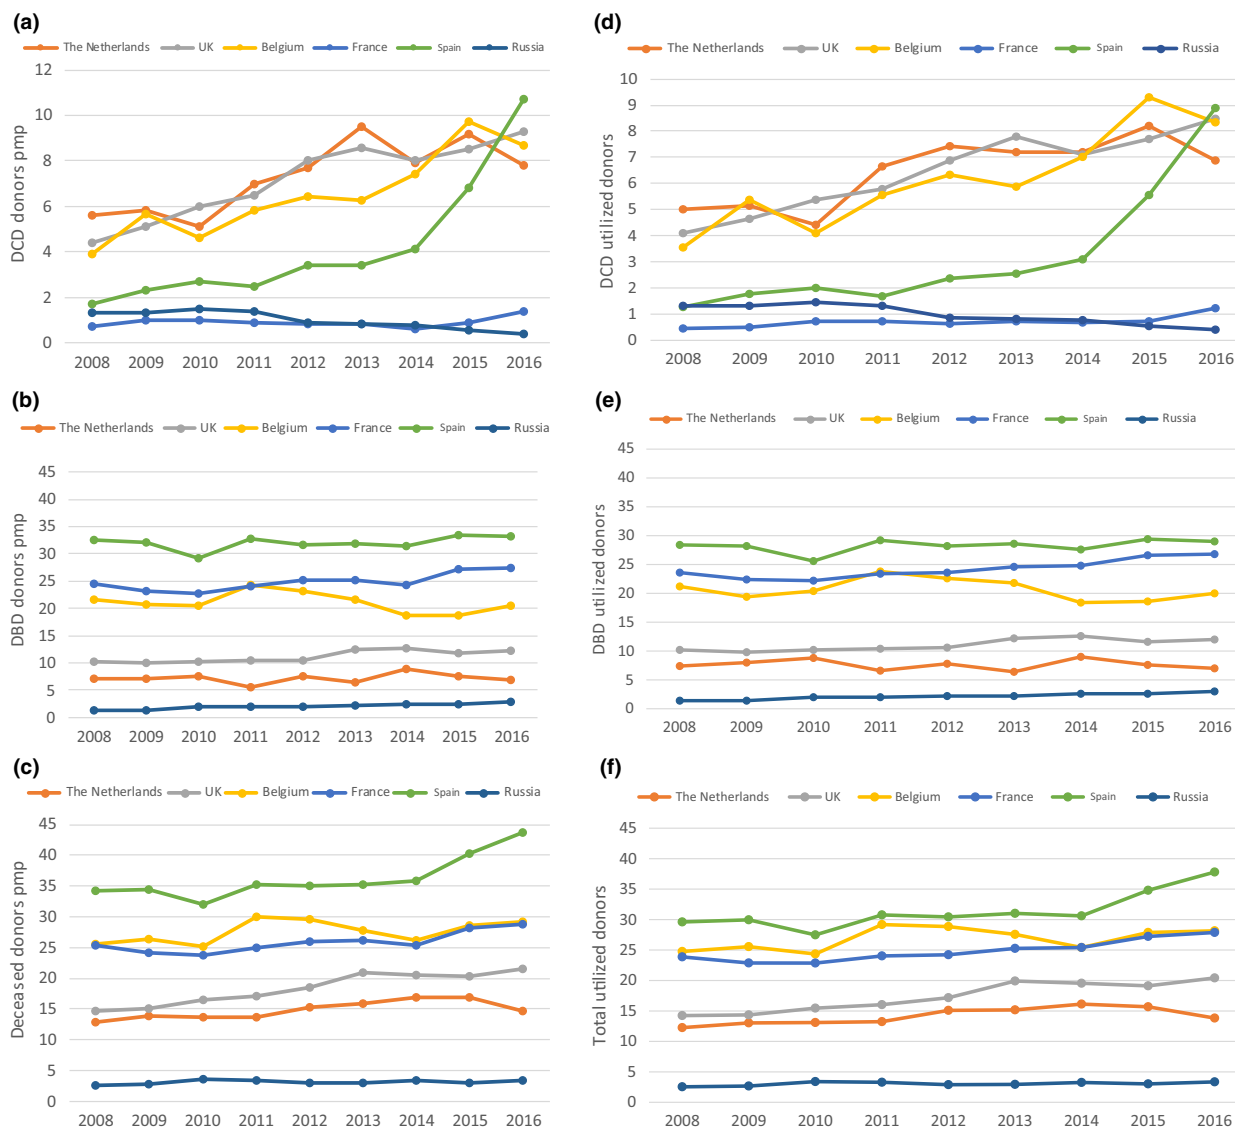 (a)
The Netherlands UK Belgium France Spain Russia
DCD donors pmp
12
10
8
6
4
2
0
2008 2009 2010 2011 2012 2013 2014 2015 2016
(d)
The Netherlands UK Belgium France Spain Russia
DCD utilized donors
10
9
8
7
6
5
4
3
2
1
0
2008 2009 2010 2011 2012 2013 2014 2015 2016
(b)
The Netherlands UK Belgium France Spain Russia
DBD donors pmp
45
40
35
30
25
20
15
10
5
0
2008 2009 2010 2011 2012 2013 2014 2015 2016
(e)
The Netherlands UK Belgium France Spain Russia
DBD utilized donors
45
40
35
30
25
20
15
10
5
0
2008 2009 2010 2011 2012 2013 2014 2015 2016
(c)
The Netherlands UK Belgium France Spain Russia
Deceased donors pmp
45
40
35
30
25
20
15
10
5
0
2008 2009 2010 2011 2012 2013 2014 2015 2016
(f)
The Netherlands UK Belgium France Spain Russia
Total utilized donors
45
40
35
30
25
20
15
10
5
0
2008 2009 2010 2011 2012 2013 2014 2015 2016